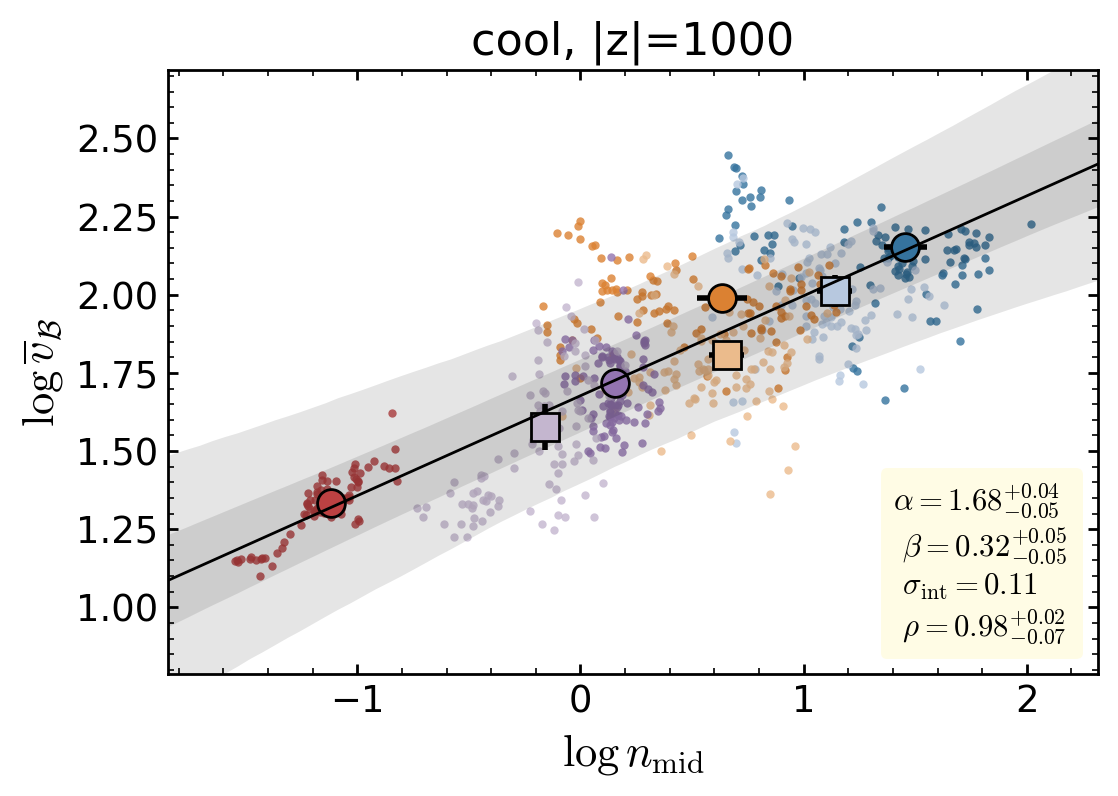 cool, |z|=1000
2.50
2.25
2.00
1.75
1.50
1.25
1.00
log v̅_ℬ
α = 1.68^{+0.04}_{-0.05}
β = 0.32^{+0.05}_{-0.05}
σ_int = 0.11
ρ = 0.98^{+0.02}_{-0.07}
−1 0 1 2
log n_mid